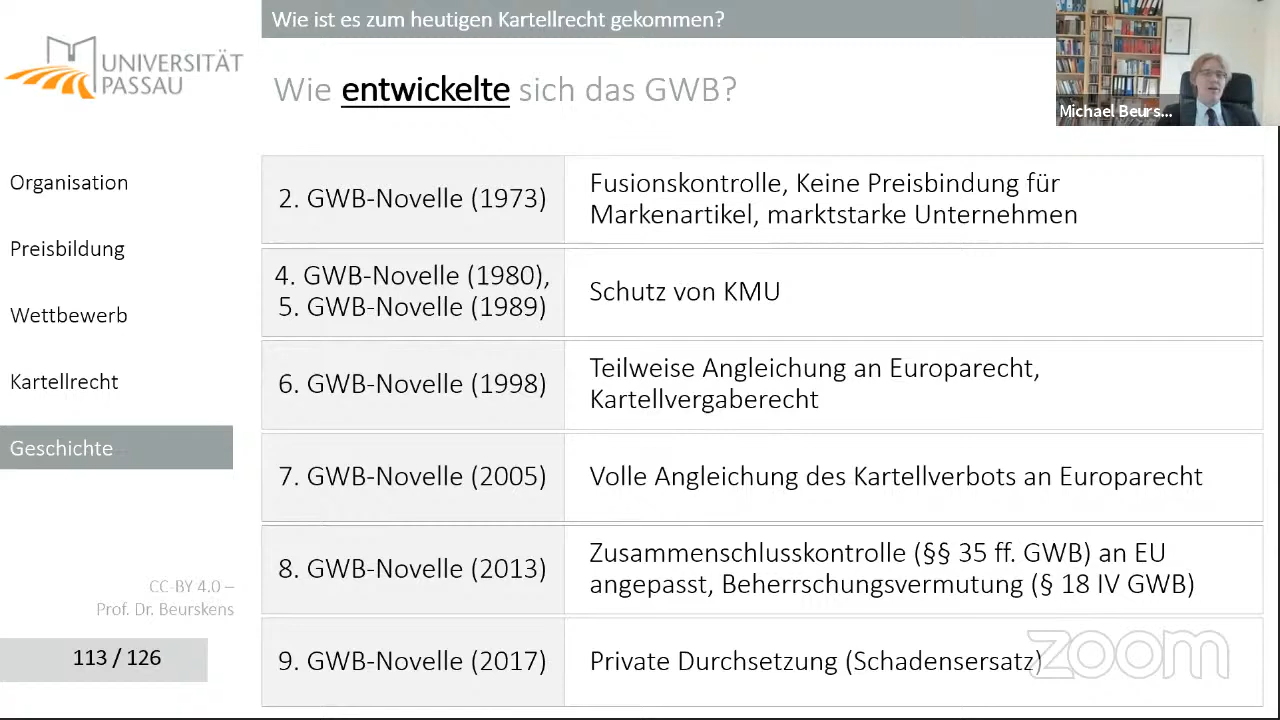 Wie ist es zum heutigen Kartellrecht gekommen?
UNIVERSITÄT
PASSAU
Wie entwickelte sich das GWB?
Michael Beurs...
Organisation
Preisbildung
Wettbewerb
Kartellrecht
Geschichte
2. GWB-Novelle (1973)
Fusionskontrolle, Keine Preisbindung für
Markenartikel, marktstarke Unternehmen
4. GWB-Novelle (1980),
5. GWB-Novelle (1989)
Schutz von KMU
6. GWB-Novelle (1998)
Teilweise Angleichung an Europarecht,
Kartellvergaberecht
7. GWB-Novelle (2005)
Volle Angleichung des Kartellverbots an Europarecht
8. GWB-Novelle (2013)
Zusammenschlusskontrolle (§§ 35 ff. GWB) an EU
angepasst, Beherrschungsvermutung (§ 18 IV GWB)
9. GWB-Novelle (2017)
Private Durchsetzung (Schadensersatz)
CC-BY 4.0 –
Prof. Dr. Beurskens
113 / 126
zoom